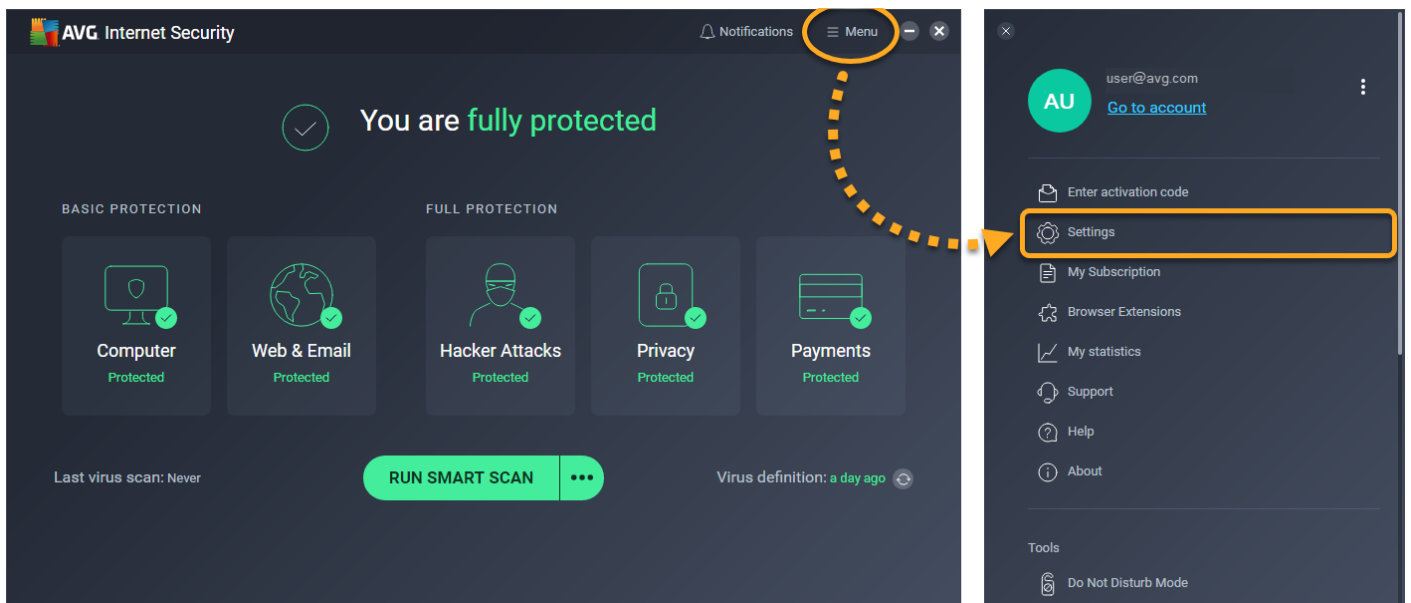 AVG Internet Security
Notifications
Menu
You are fully protected
BASIC PROTECTION
FULL PROTECTION
Computer
Protected
Web & Email
Protected
Hacker Attacks
Protected
Privacy
Protected
Payments
Protected
Last virus scan: Never
RUN SMART SCAN
Virus definition: a day ago
AU
user@avg.com
Go to account
Enter activation code
Settings
My Subscription
Browser Extensions
My statistics
Support
Help
About
Tools
Do Not Disturb Mode